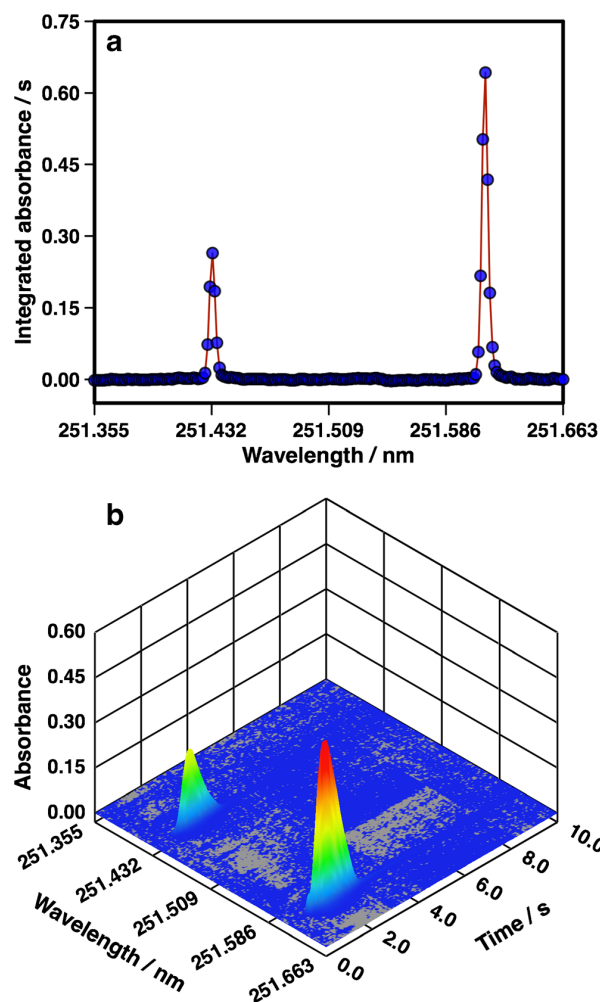 a
0.75
0.60
0.45
0.30
0.15
0.00
Integrated absorbance / s
251.355 251.432 251.509 251.586 251.663
Wavelength / nm
b
0.60
0.45
0.30
0.15
0.00
Absorbance
251.355
251.432
251.509
251.586
251.663
Wavelength / nm
0.0
2.0
4.0
6.0
8.0
10.0
Time / s